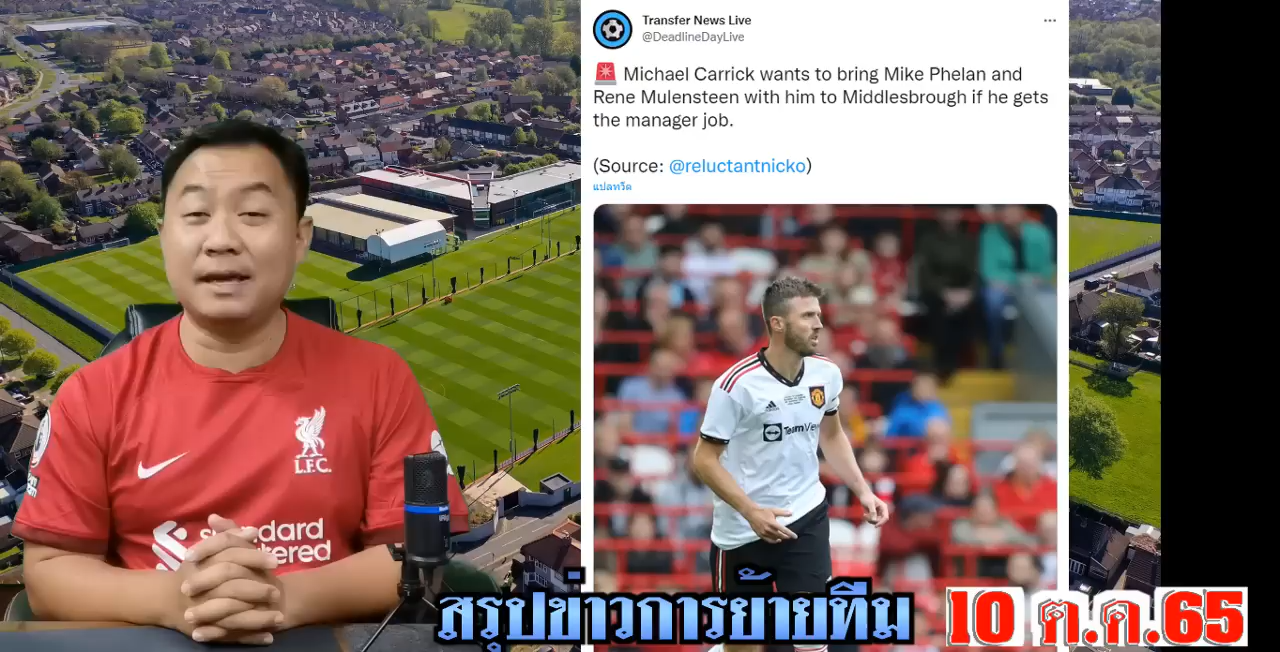 Transfer News Live
@DeadlineDayLive
🚨 Michael Carrick wants to bring Mike Phelan and
Rene Mulensteen with him to Middlesbrough if he gets
the manager job.
(Source: @reluctantnicko)
แปลทวีต
adidas
TeamView
L.F.C.
standard
chartered
สรุปข่าวการย้ายทีม
10 ต.ค.65